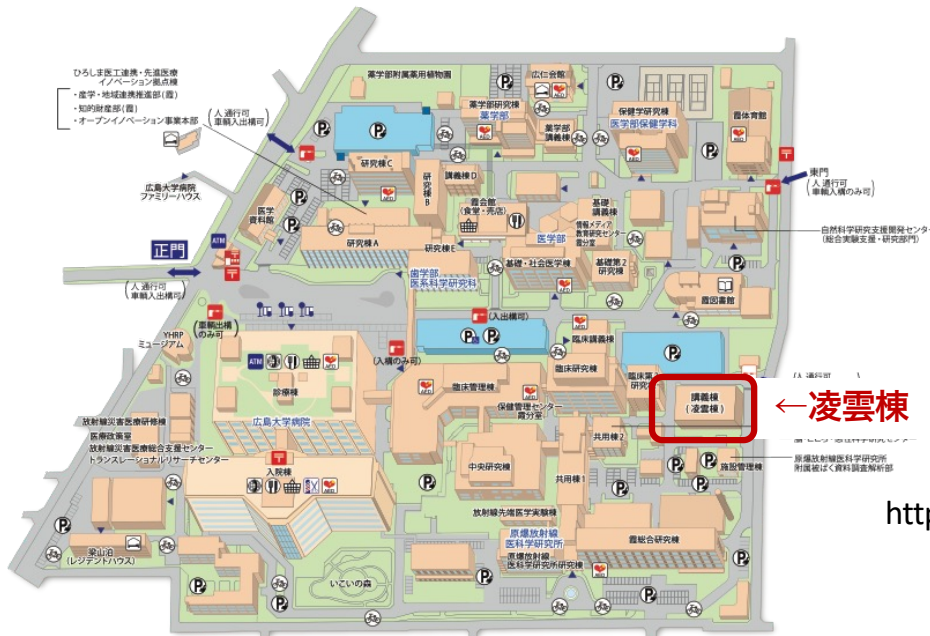 ひろしま医工連携・先進医療
イノベーション拠点棟
・産学・地域連携推進部(霞)
・知的財産部(霞)
・オープンイノベーション事業本部
(人 通行可
車輌入出構可)
広島大学病院
ファミリーハウス
正門
ATM
(人 通行可
車輌入出構可)
薬学部附属薬用植物園
広仁会館
AED
薬学部研究棟
薬学部
AED
薬学部
講義棟
保健学研究棟
医学部保健学科
AED
霞体育館
AED
東門
(人 通行可
車輌入出構のみ可)
自然科学研究支援開発センター
(総合実験支援・研究部門)
研究棟C
AED
研究棟B
講義棟D
霞会館
(食堂・売店)
医学
資料館
研究棟A
研究棟E
歯学部
医系科学研究科
医学部
基礎
講義棟
情報メディア
教育研究センター
霞分室
基礎・社会医学棟
AED
基礎第2
研究棟
霞図書館
(車輌出構
のみ可)
YHRP
ミュージアム
ATM
AED
診療棟
広島大学病院
(入構のみ可)
(入出構可)
AED
臨床講義棟
臨床研究棟
臨床管理棟
AED
AED
保健管理センター
霞分室
講義棟
(凌雲棟)
←凌雲棟
放射線災害医療研修棟
医療政策室
放射線災害医療総合支援センター
トランスレーショナルリサーチセンター
入院棟
AED
中央研究棟
共用棟2
共用棟1
施設管理棟
原爆放射線医科学研究所
附属被ばく資料調査解析部
放射線先端医学実験棟
原爆放射線
医科学研究所
原爆放射線
医科学研究所研究棟
AED
霞総合研究棟
梁山泊
(レジデントハウス)
いこいの森
http